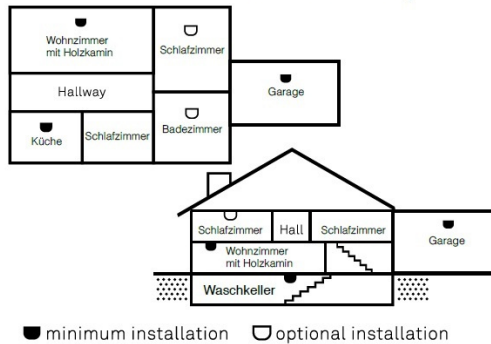 Wohnzimmer
mit Holzkamin
Schlafzimmer
Hallway
Garage
Küche
Schlafzimmer
Badezimmer
Schlafzimmer
Hall
Schlafzimmer
Garage
Wohnzimmer
mit Holzkamin
Waschkeller
minimum installation
optional installation